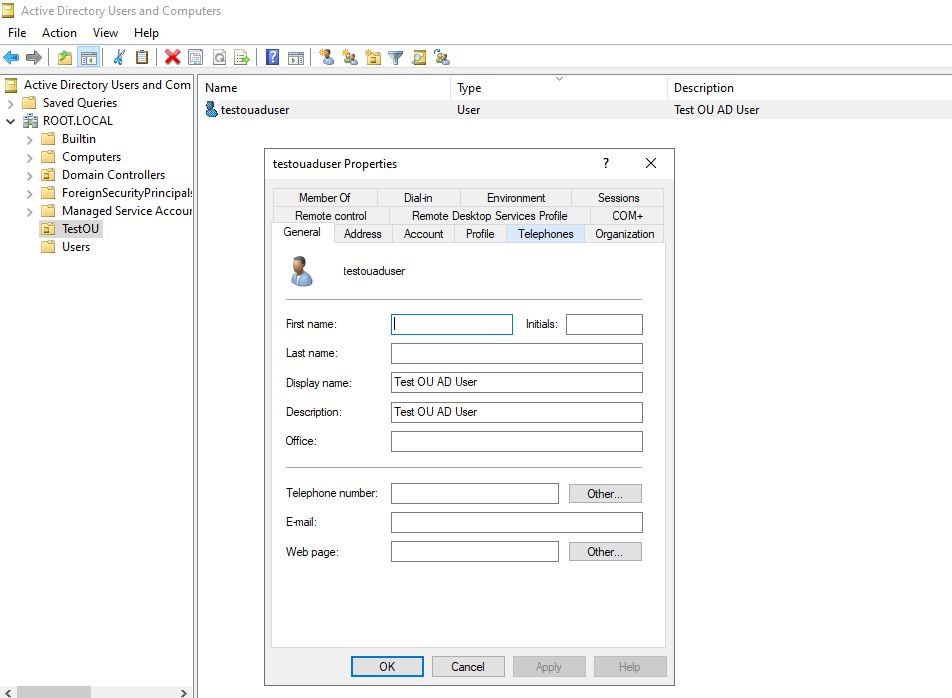 Active Directory Users and Computers
File Action View Help
Active Directory Users and Com
Saved Queries
ROOT.LOCAL
Builtin
Computers
Domain Controllers
ForeignSecurityPrincipals
Managed Service Accour
TestOU
Users
Name Type Description
testouaduser User Test OU AD User
testouaduser Properties
?
Member Of Dial-in Environment Sessions
Remote control Remote Desktop Services Profile COM+
General Address Account Profile Telephones Organization
testouaduser
First name: Initials:
Last name:
Display name: Test OU AD User
Description: Test OU AD User
Office:
Telephone number: Other...
E-mail:
Web page: Other...
OK Cancel Apply Help